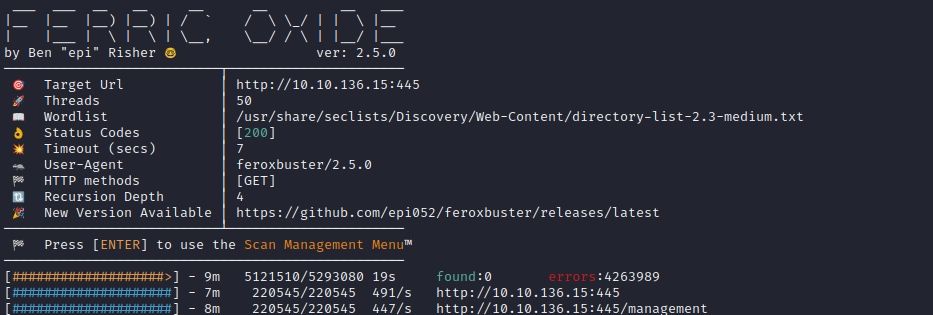 FERRIC OXIDE
by Ben "epi" Risher 🤓 ver: 2.5.0
🎯 Target Url │ http://10.10.136.15:445
🚀 Threads │ 50
📖 Wordlist │ /usr/share/seclists/Discovery/Web-Content/directory-list-2.3-medium.txt
👌 Status Codes │ [200]
💥 Timeout (secs) │ 7
🦡 User-Agent │ feroxbuster/2.5.0
🏁 HTTP methods │ [GET]
🔃 Recursion Depth │ 4
🎉 New Version Available │ https://github.com/epi052/feroxbuster/releases/latest
🏁 Press [ENTER] to use the Scan Management Menu™
[###################>] - 9m 5121510/5293080 19s found:0 errors:4263989
[####################] - 7m 220545/220545 491/s http://10.10.136.15:445
[####################] - 8m 220545/220545 447/s http://10.10.136.15:445/management